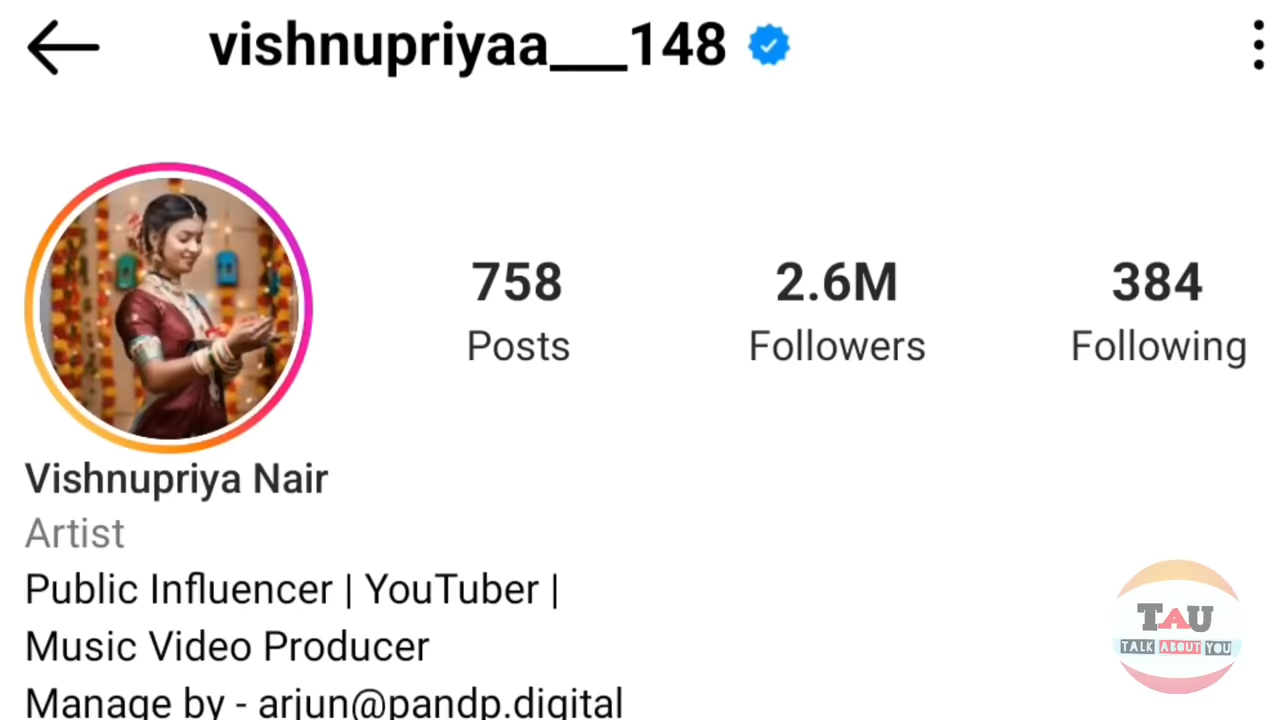 vishnupriyaa___148
758
Posts
2.6M
Followers
384
Following
Vishnupriya Nair
Artist
Public Influencer | YouTuber |
Music Video Producer
Manage by - arjun@pandp.digital
TAU
TALK ABOUT YOU